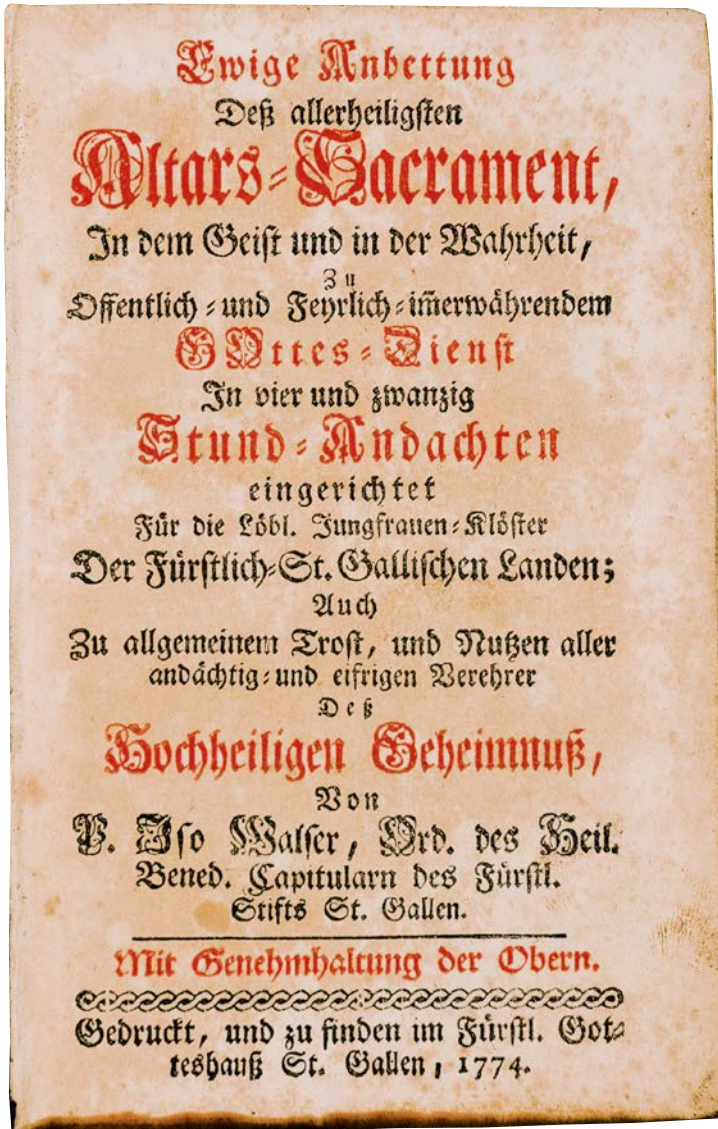 Ewige Anbettung
Deß allerheiligsten
Altars-Sacrament,
In dem Geist und in der Wahrheit,
Zu
Offentlich-und Feyrlich-im̄erwährendem
GOttes-Dienst
In vier und zwanzig
Stund-Andachten
eingerichtet
Für die Löbl. Jungfrauen-Klöster
Der Fürstlich-St. Gallischen Landen;
Auch
Zu allgemeinem Trost, und Nutzen aller
andächtig-und eifrigen Verehrer
Deß
Hochheiligen Geheimnuß,
Von
P. Iso Walser, Ord. des Heil.
Bened. Capitularn des Fürstl.
Stifts St. Gallen.
Mit Genehmhaltung der Obern.
Gedruckt, und zu finden im Fürstl. Got-
teshauß St. Gallen, 1774.